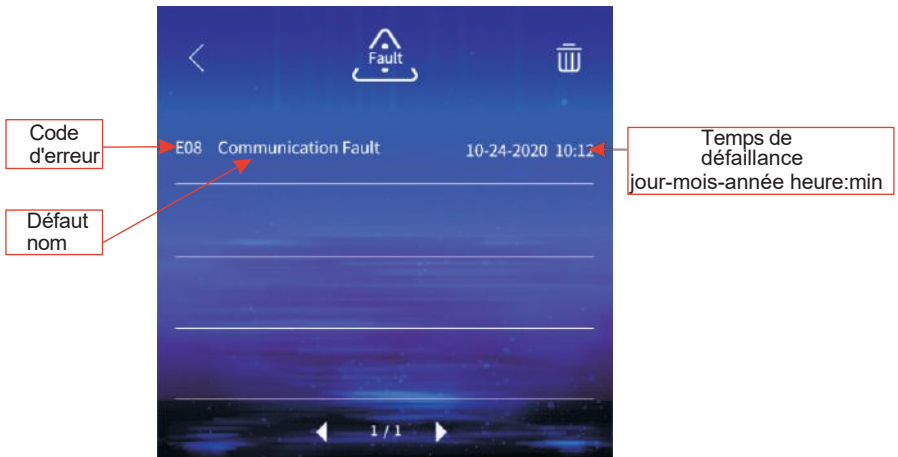 Fault
Code
d'erreur
E08 Communication Fault 10-24-2020 10:12
Temps de
défaillance
jour-mois-année heure:min
Défaut
nom
1/1